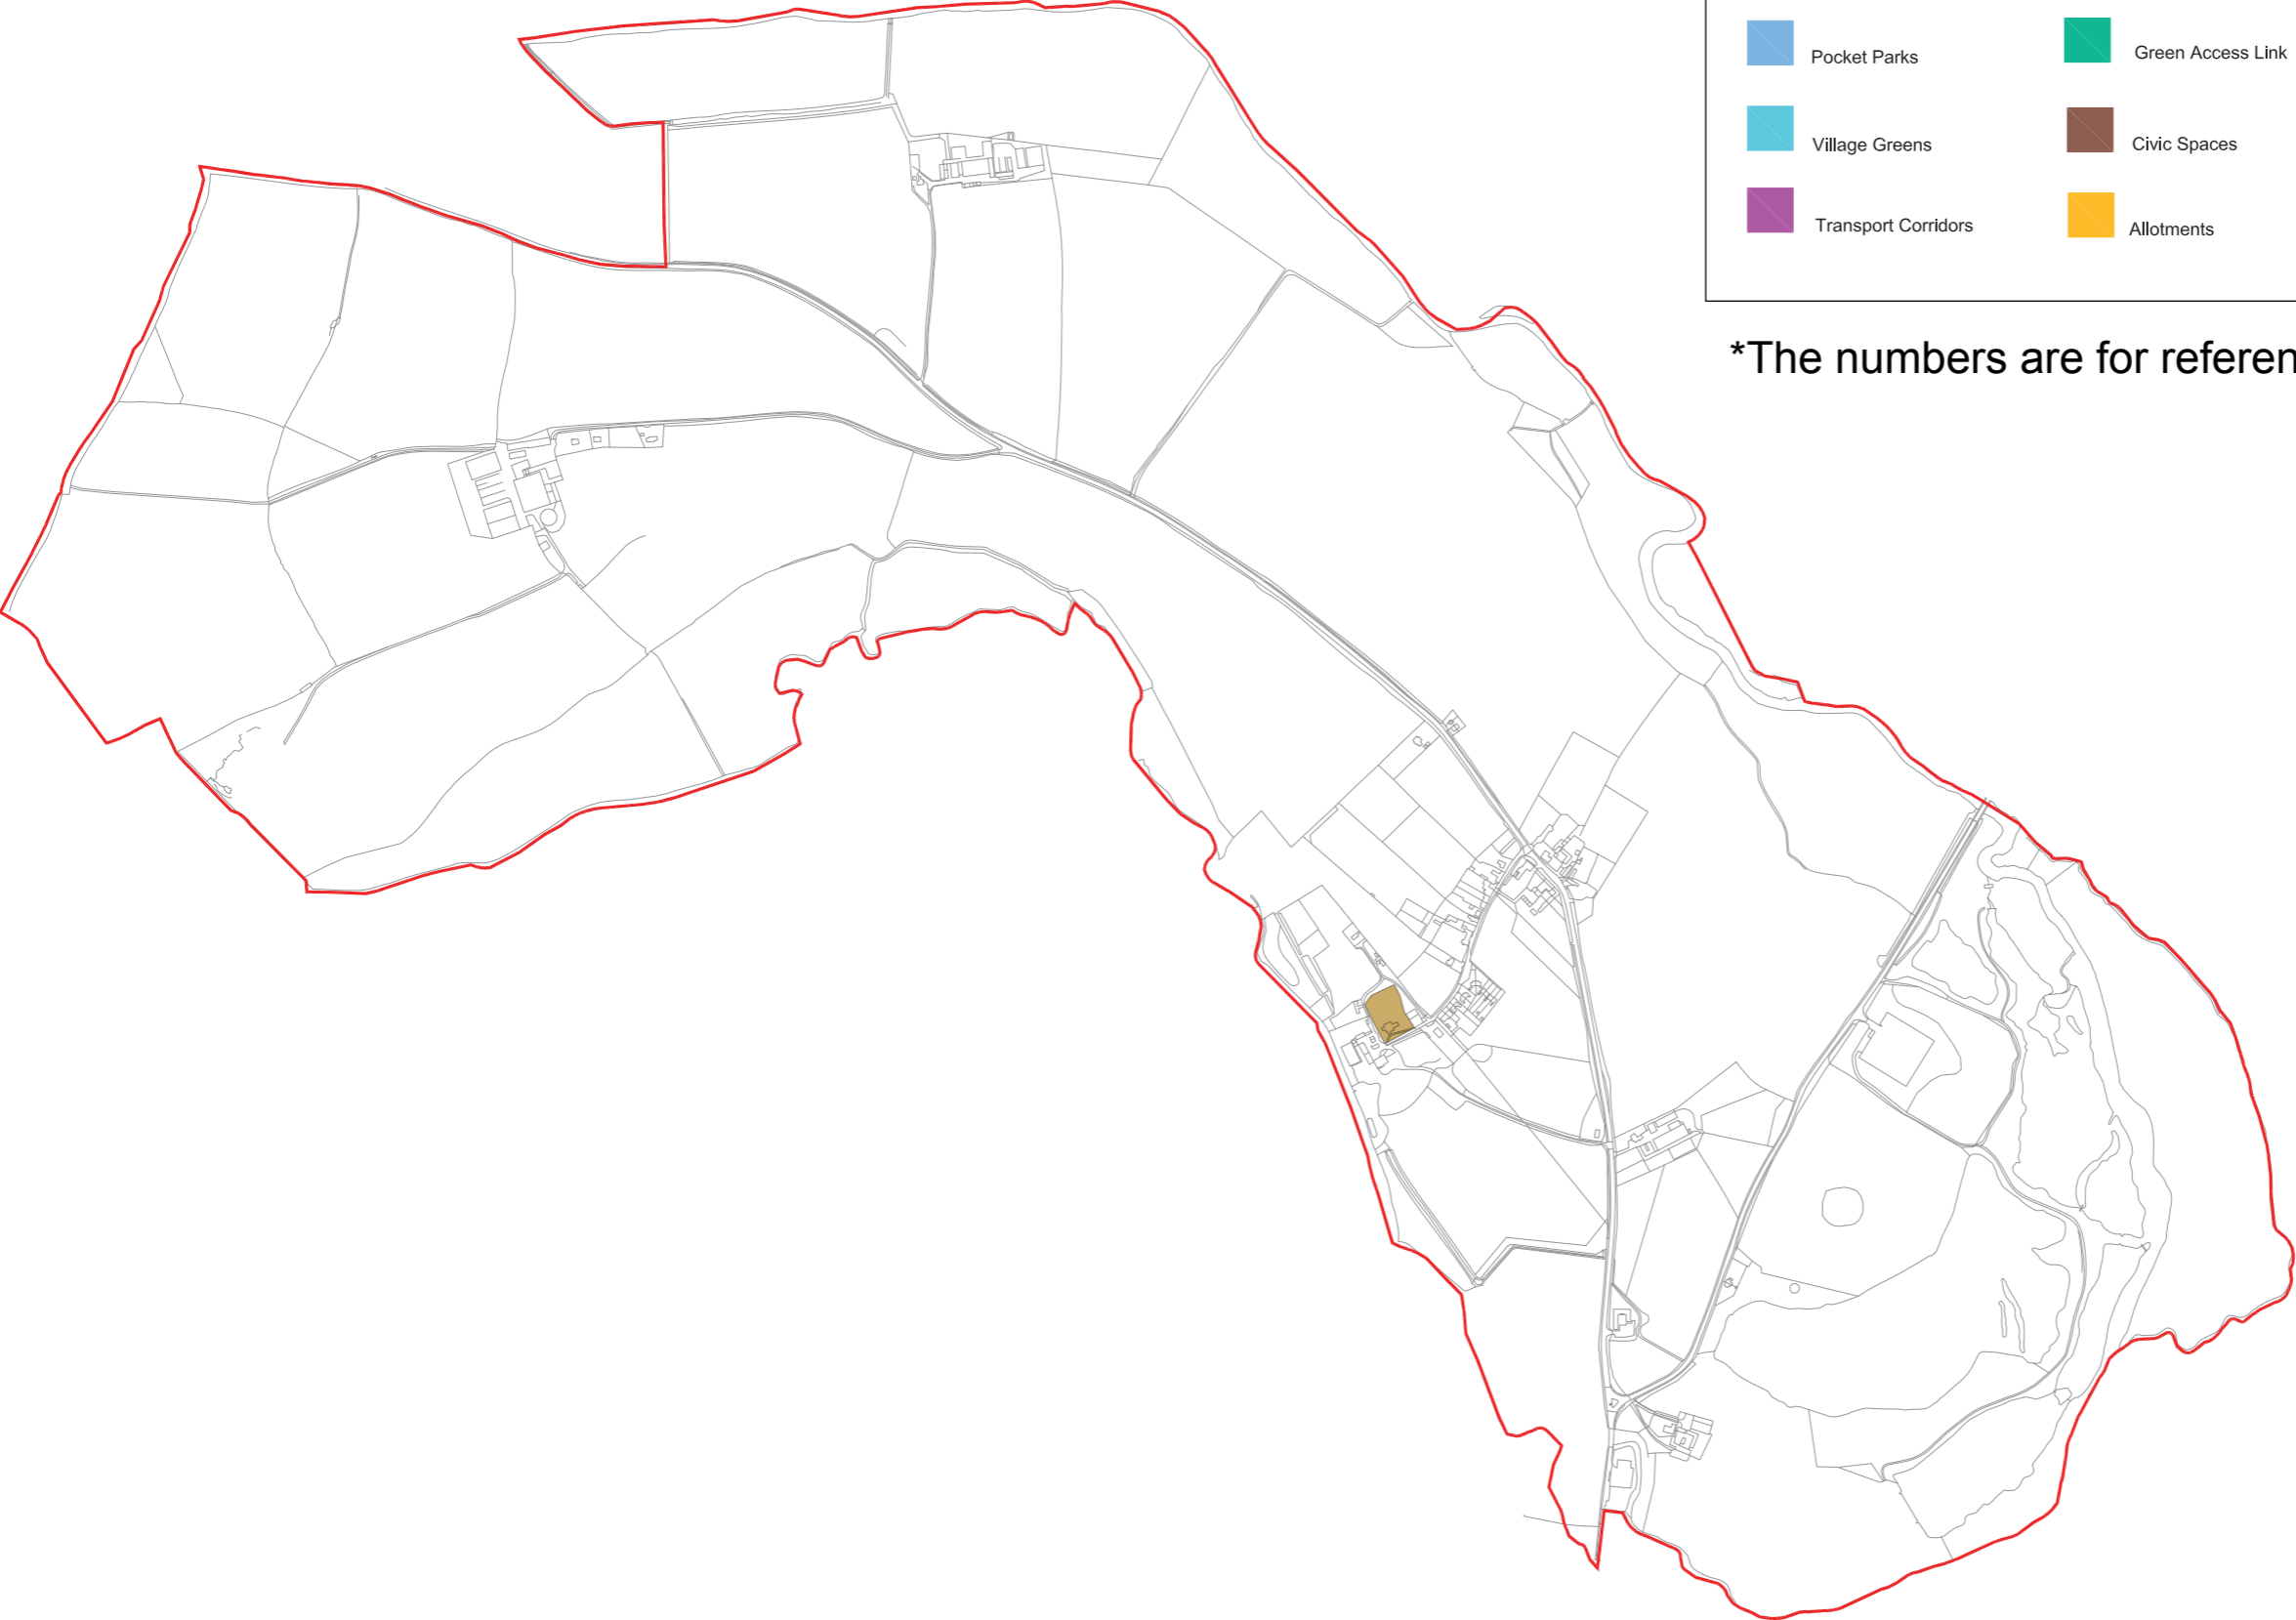 Pocket Parks
Green Access Link
Village Greens
Civic Spaces
Transport Corridors
Allotments
*The numbers are for referen